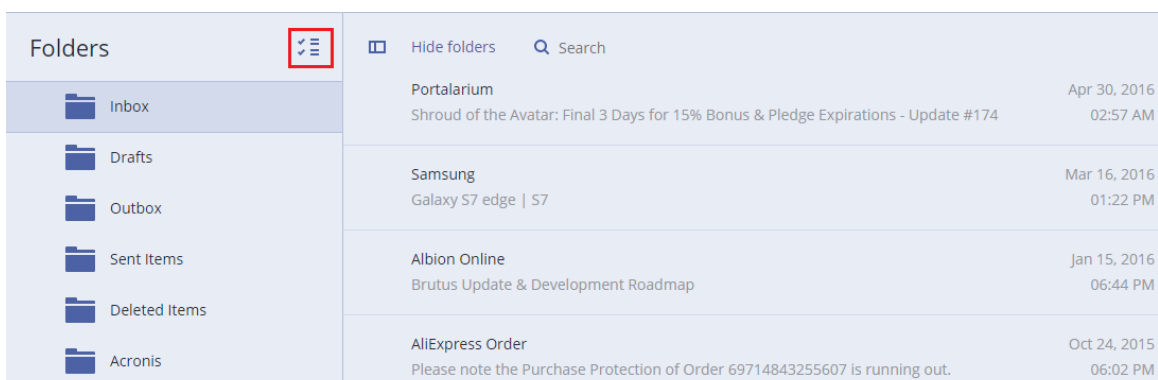 Folders
Inbox
Drafts
Outbox
Sent Items
Deleted Items
Acronis
Hide folders Search
Portalarium Apr 30, 2016
Shroud of the Avatar: Final 3 Days for 15% Bonus & Pledge Expirations - Update #174 02:57 AM
Samsung Mar 16, 2016
Galaxy S7 edge | S7 01:22 PM
Albion Online Jan 15, 2016
Brutus Update & Development Roadmap 06:44 PM
AliExpress Order Oct 24, 2015
Please note the Purchase Protection of Order 69714843255607 is running out. 06:02 PM